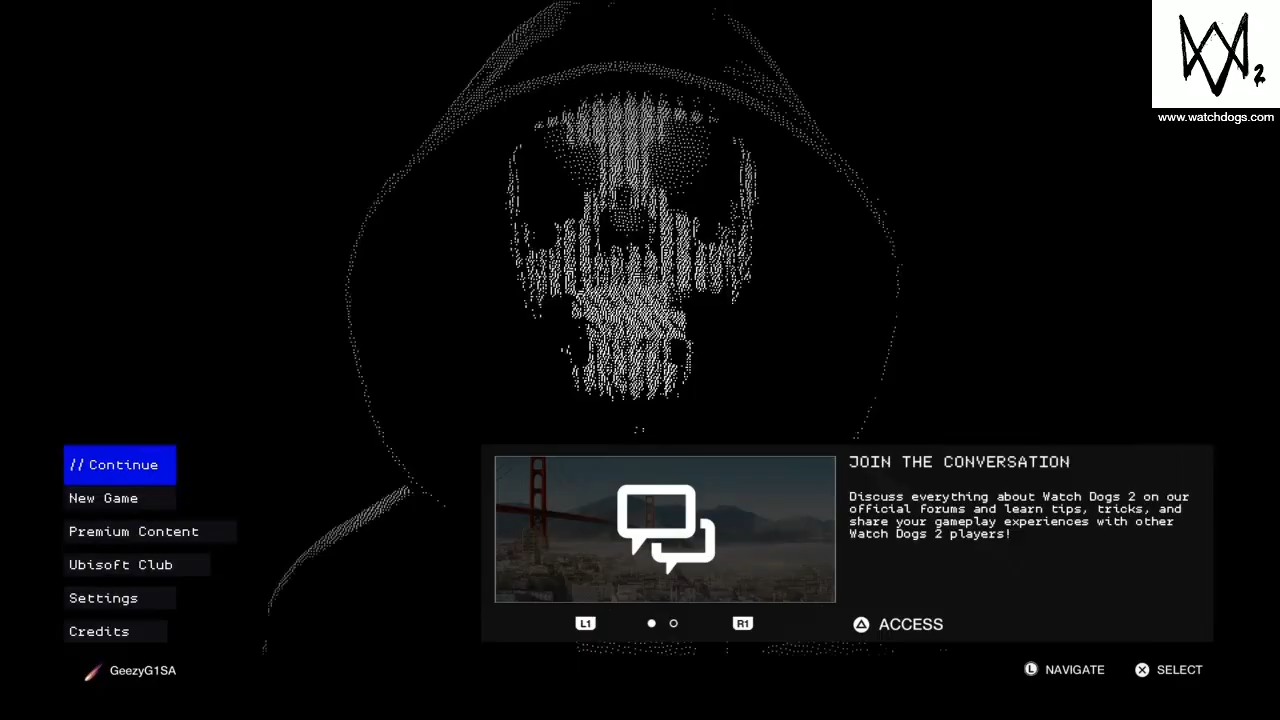 2
www.watchdogs.com
// Continue
New Game
Premium Content
Ubisoft Club
Settings
Credits
GeezyG1SA
JOIN THE CONVERSATION
Discuss everything about Watch Dogs 2 on our
official forums and learn tips, tricks, and
share your gameplay experiences with other
Watch Dogs 2 players!
L1
R1
ACCESS
L NAVIGATE
SELECT